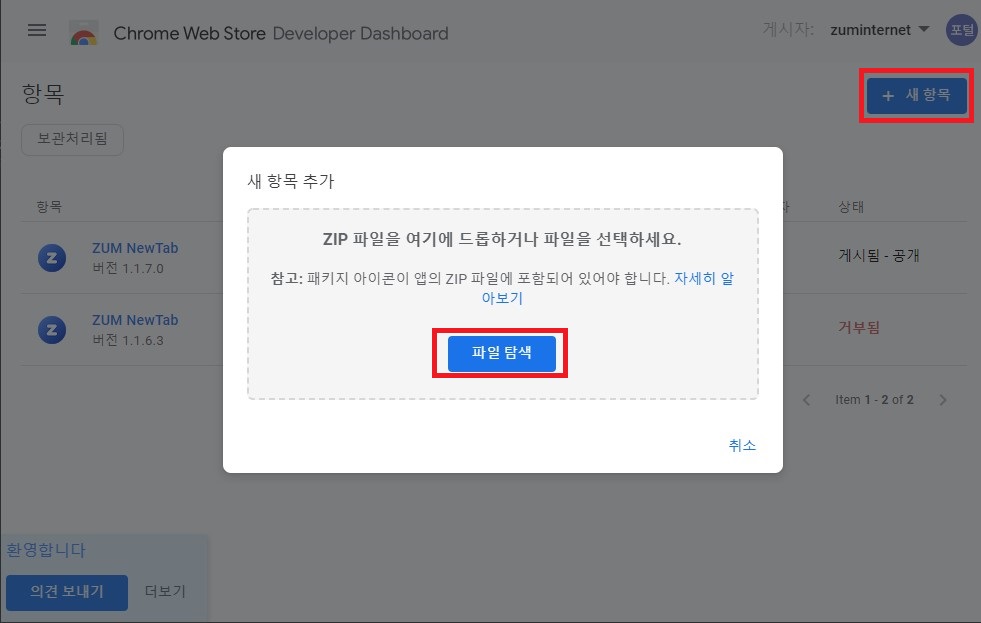 Chrome Web Store Developer Dashboard
게시자: zuminternet 포털
항목
+ 새 항목
보관처리됨
새 항목 추가
항목
상태
ZIP 파일을 여기에 드롭하거나 파일을 선택하세요.
ZUM NewTab
버전 1.1.7.0
게시됨 - 공개
참고: 패키지 아이콘이 앱의 ZIP 파일에 포함되어 있어야 합니다. 자세히 알
아보기
ZUM NewTab
버전 1.1.6.3
거부됨
파일 탐색
Item 1 - 2 of 2
취소
환영합니다
의견 보내기
더보기